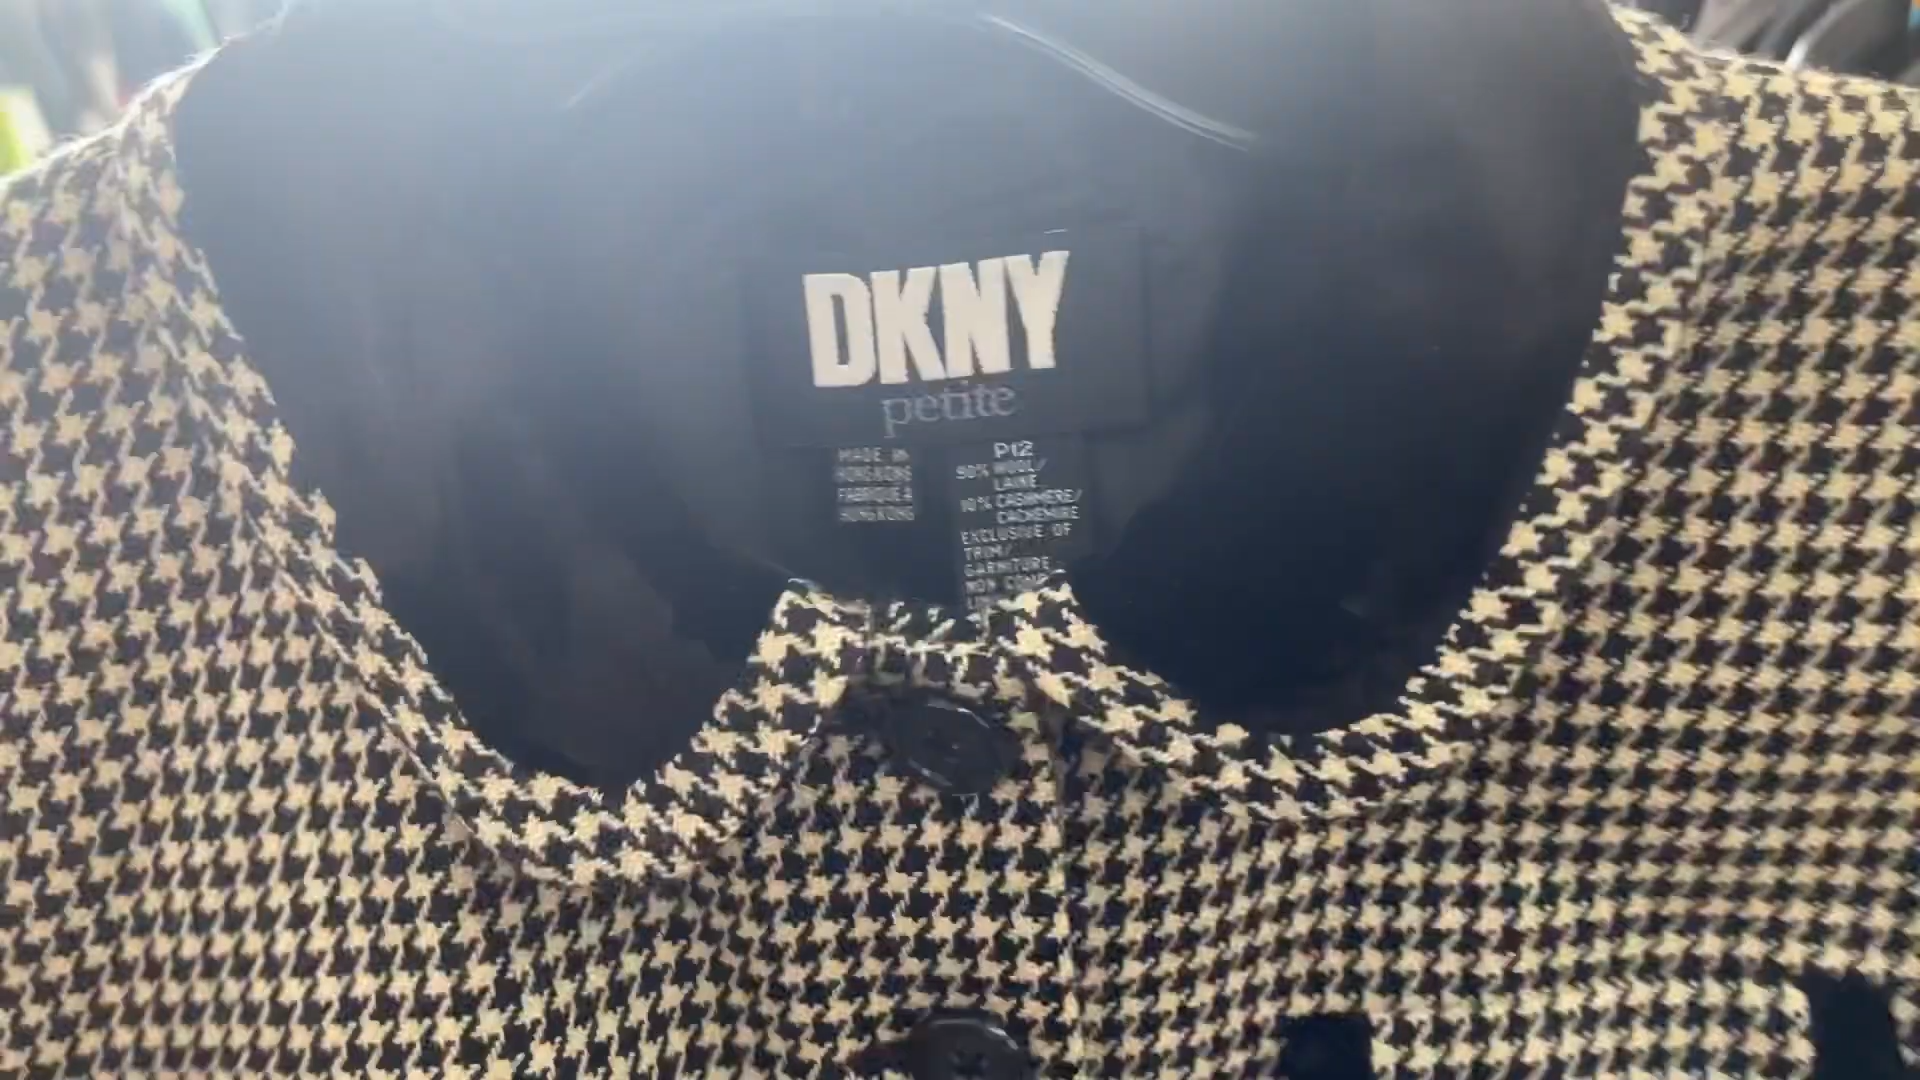 DKNY
petite
MADE IN
HONG KONG
FABRIQUE A
HONG KONG
P12
90% WOOL/
LAINE
10% CASHMERE/
CACHEMIRE
EXCLUSIVE OF
TRIM/
GARNITURE
NON COMP